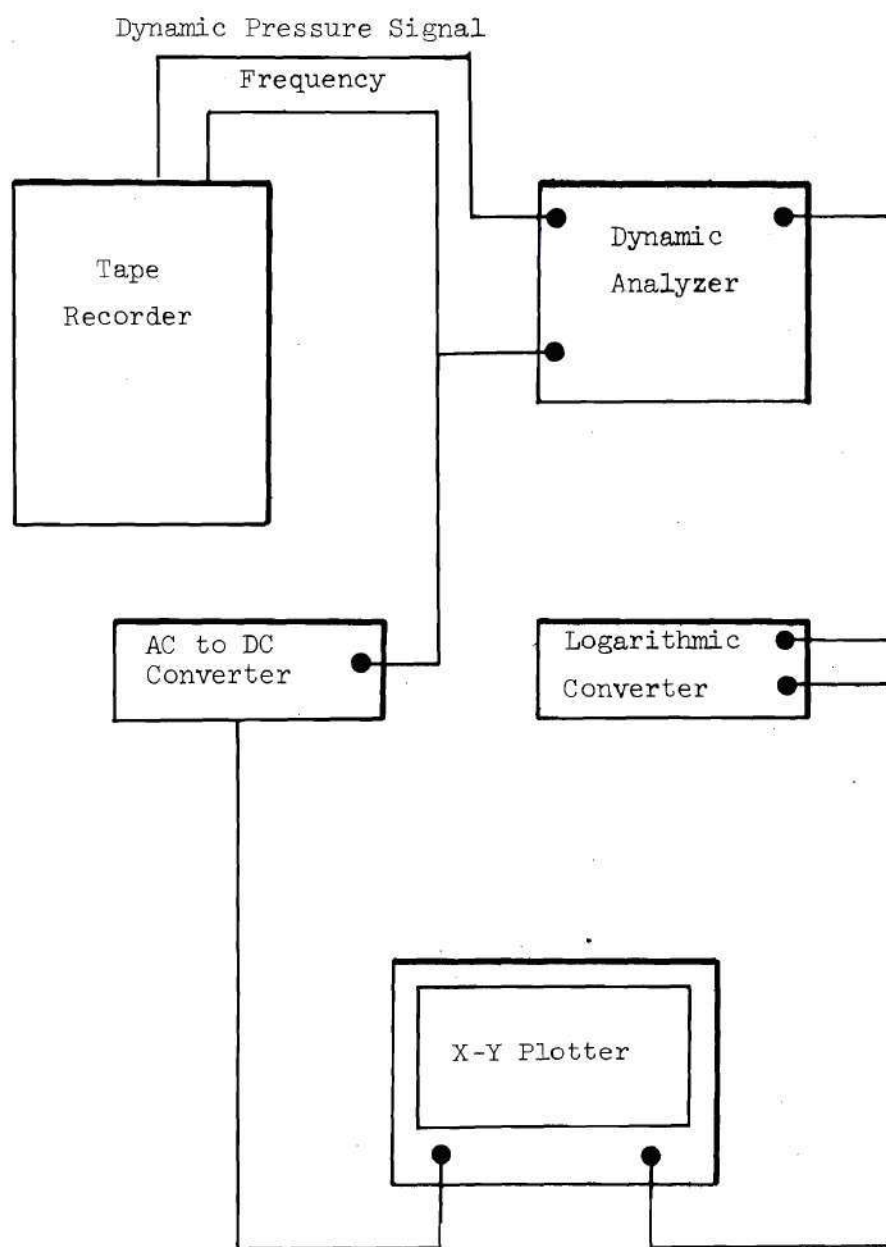 Dynamic Pressure Signal
Frequency
Tape
Recorder
Dynamic
Analyzer
AC to DC
Converter
Logarithmic
Converter
X-Y Plotter